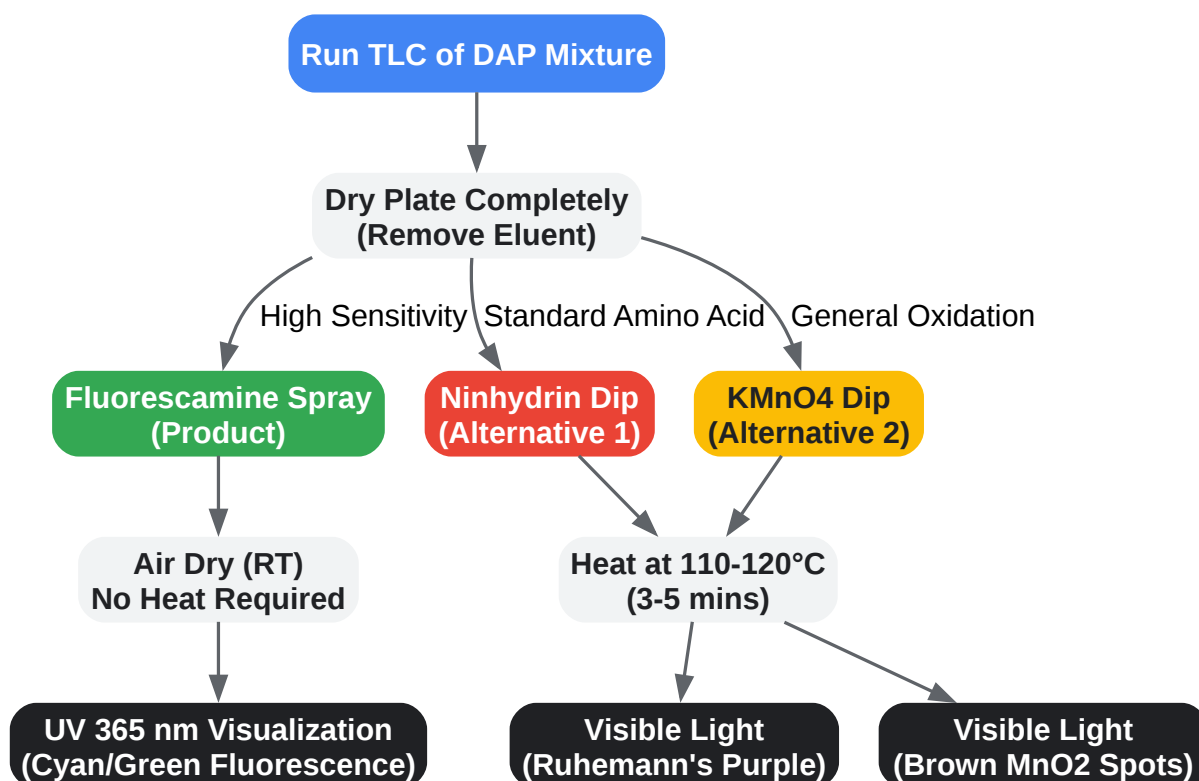 Run TLC of DAP Mixture
Dry Plate Completely
(Remove Eluent)
High Sensitivity
Standard Amino Acid
General Oxidation
Fluorescamine Spray
(Product)
Ninhydrin Dip
(Alternative 1)
KMnO4 Dip
(Alternative 2)
Air Dry (RT)
No Heat Required
Heat at 110-120°C
(3-5 mins)
UV 365 nm Visualization
(Cyan/Green Fluorescence)
Visible Light
(Ruhemann's Purple)
Visible Light
(Brown MnO2 Spots)